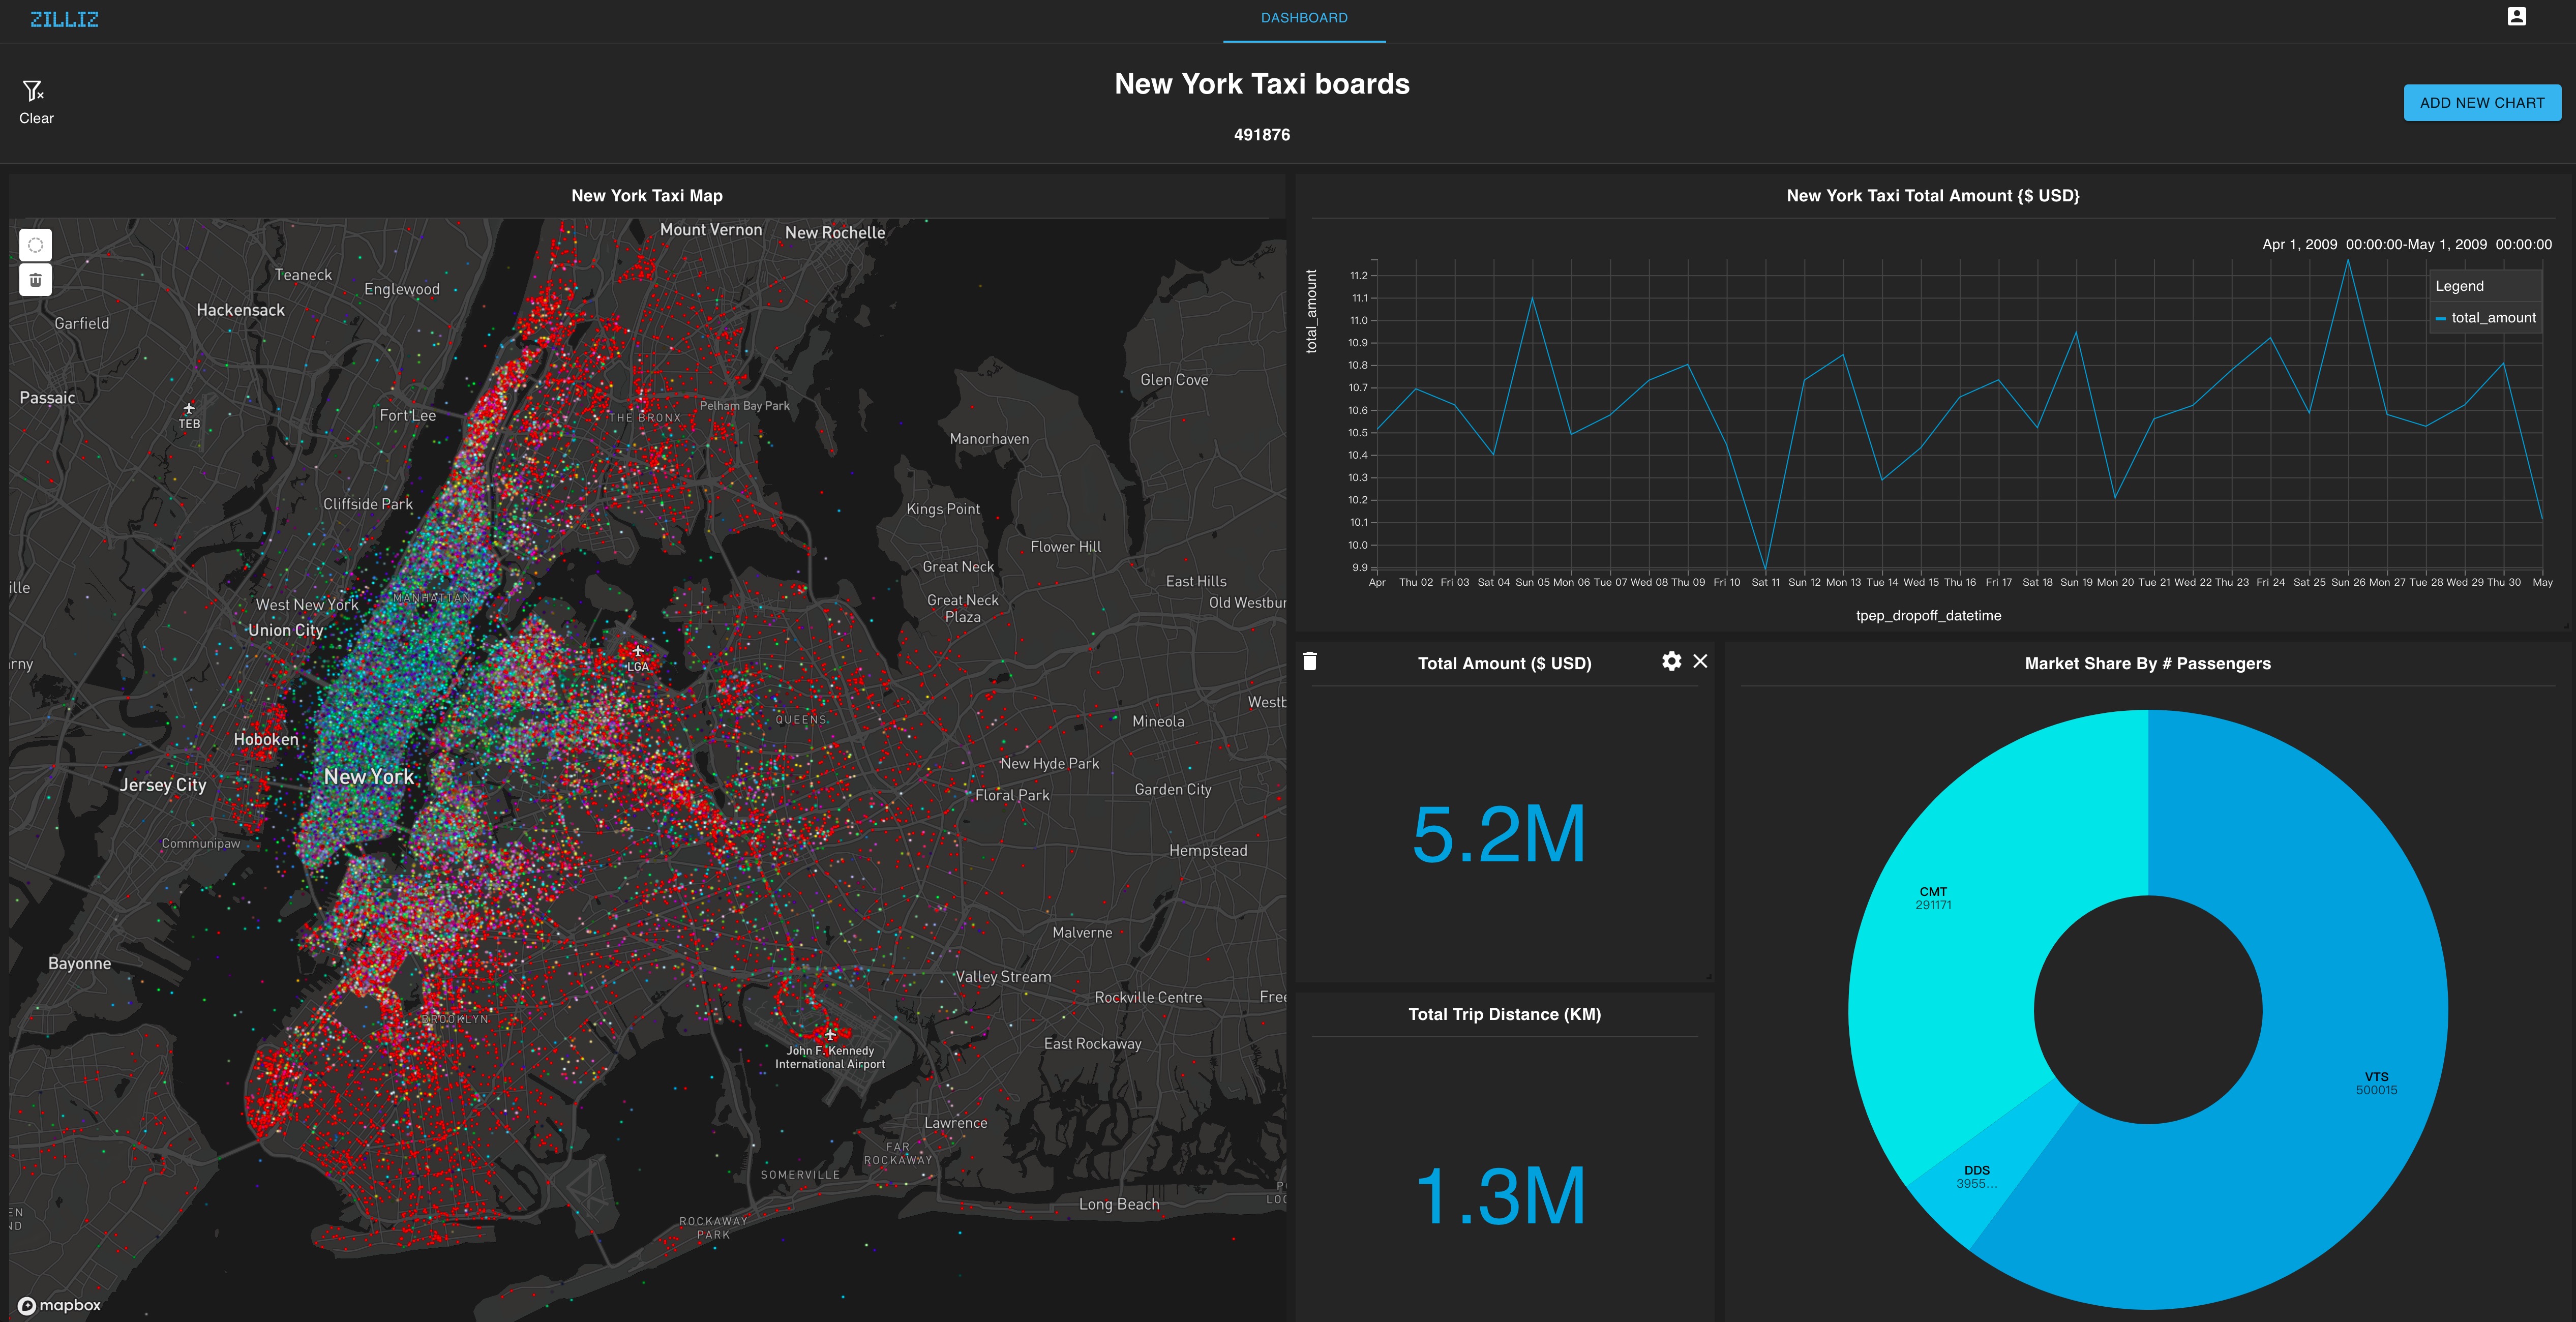 ZILLIZ
DASHBOARD
Clear
New York Taxi boards
491876
ADD NEW CHART
New York Taxi Map
Mount Vernon
New Rochelle
Teaneck
Englewood
Hackensack
Garfield
Glen Cove
Passaic
Fort Lee
Pelham Bay Park
THE BRONX
TEB
Manorhaven
Cliffside Park
Kings Point
Flower Hill
Great Neck
East Hills
ille
MANHATTAN
West New York
Great Neck
Plaza
Old Westbur
Union City
rny
LGA
Westb
QUEENS
Mineola
Hoboken
New York
New Hyde Park
Jersey City
Floral Park
Garden City
Communipaw
Hempstead
Malverne
Bayonne
Valley Stream
Rockville Centre
Free
BROOKLYN
John F. Kennedy
International Airport
East Rockaway
Lawrence
FAR
ROCKAWAY
SOMERVILLE
Long Beach
EN
ND
P
LOO
ROCKAWAY
PARK
mapbox
New York Taxi Total Amount {$ USD}
Apr 1, 2009 00:00:00-May 1, 2009 00:00:00
total_amount
Legend
total_amount
11.2
11.1
11.0
10.9
10.8
10.7
10.6
10.5
10.4
10.3
10.2
10.1
10.0
9.9
Apr Thu 02 Fri 03 Sat 04 Sun 05 Mon 06 Tue 07 Wed 08 Thu 09 Fri 10 Sat 11 Sun 12 Mon 13 Tue 14 Wed 15 Thu 16 Fri 17 Sat 18 Sun 19 Mon 20 Tue 21 Wed 22 Thu 23 Fri 24 Sat 25 Sun 26 Mon 27 Tue 28 Wed 29 Thu 30 May
tpep_dropoff_datetime
Total Amount ($ USD)
5.2M
Total Trip Distance (KM)
1.3M
Market Share By # Passengers
CMT
291171
VTS
500015
DDS
3955...